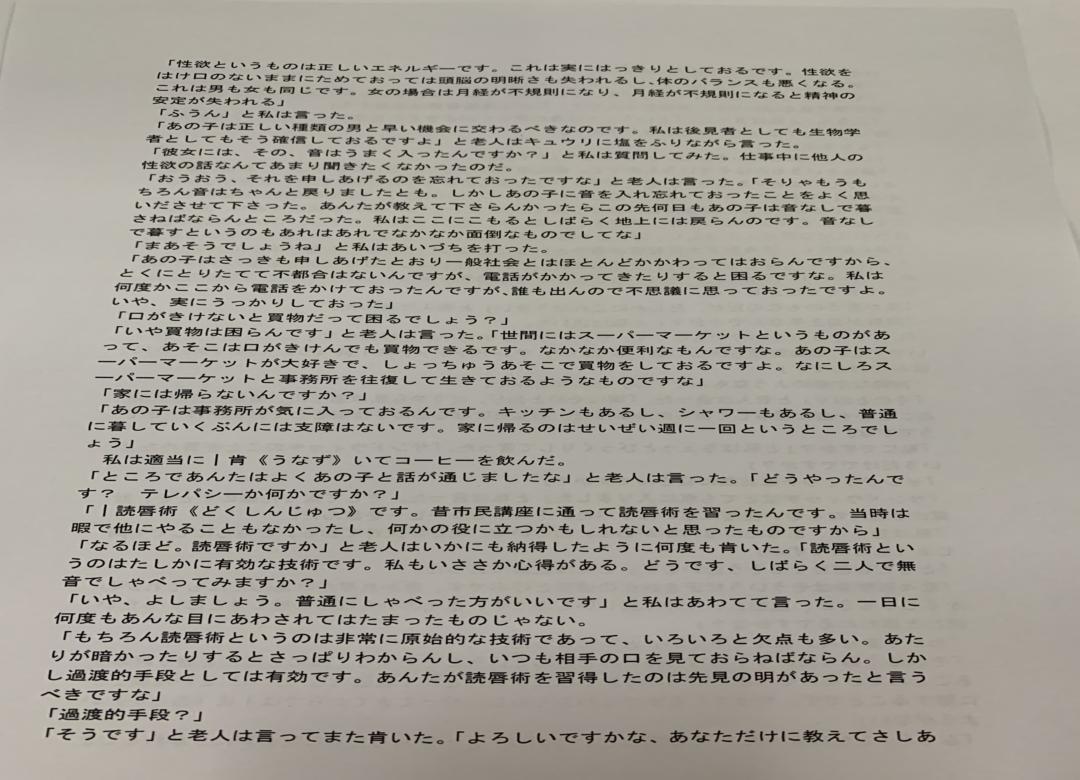 「性欲というものは正しいエネルギーです。これは実にはっきりとしておるです。性欲を
はけ口のないままにためておっては頭脳の明晰さも失われるし、体のバランスも悪くなる。
これは男も女も同じです。女の場合は月経が不規則になり、月経が不規則になると精神の
安定が失われる」
「ふうん」と私は言った。
「あの子は正しい種類の男と早い機会に交わるべきなのです。私は後見者としても生物学
者としてもそう確信しておるですよ」と老人はキュウリに塩をふりながら言った。
「彼女には、その、音はうまく入ったんですか？」と私は質問してみた。仕事中に他人の
性欲の話なんてあまり聞きたくなかったのだ。
「おうおう、それを申しあげるのを忘れておったですな」と老人は言った。「そりゃもうも
ちろん音はちゃんと戻りましたとも。しかしあの子に音を入れ忘れておったことをよく思
いださせて下さった。あんたが教えて下さらんかったらこの先何日もあの子は音なしで暮
さねばならんところだった。私はここにこもるとしばらく地上には戻らんのです。音なし
で暮すというのもあれはあれでなかなか面倒なものでしてな」
「まあそうでしょうね」と私はあいづちを打った。
「あの子はさっきも申しあげたとおり一般社会とはほとんどかかわってはおらんですから、
とくにとりたてて不都合はないんですが、電話がかかってきたりすると困るですな。私は
何度かここから電話をかけておったんですが、誰も出んので不思議に思っておったですよ。
いや、実にうっかりしておった」
「口がきけないと買物だって困るでしょう？」
「いや買物は困らんです」と老人は言った。「世間にはスーパーマーケットというものがあ
って、あそこは口がきけんでも買物できるです。なかなか便利なもんですな。あの子はス
ーパーマーケットが大好きで、しょっちゅうあそこで買物をしておるですよ。なにしろス
ーパーマーケットと事務所を往復して生きておるようなものですな」
「家には帰らないんですか？」
「あの子は事務所が気に入っておるんです。キッチンもあるし、シャワーもあるし、普通
に暮していくぶんには支障はないです。家に帰るのはせいぜい週に一回というところでし
ょう」
　私は適当に｜肯《うなず》いてコーヒーを飲んだ。
「ところであんたはよくあの子と話が通じましたな」と老人は言った。「どうやったんで
す？　テレパシーか何かですか？」
「｜読唇術《どくしんじゅつ》です。昔市民講座に通って読唇術を習ったんです。当時は
暇で他にやることもなかったし、何かの役に立つかもしれないと思ったものですから」
「なるほど。読唇術ですか」と老人はいかにも納得したように何度も肯いた。「読唇術とい
うのはたしかに有効な技術です。私もいささか心得がある。どうです、しばらく二人で無
音でしゃべってみますか？」
「いや、よしましょう。普通にしゃべった方がいいです」と私はあわてて言った。一日に
何度もあんな目にあわされてはたまったものじゃない。
「もちろん読唇術というのは非常に原始的な技術であって、いろいろと欠点も多い。あた
りが暗かったりするとさっぱりわからんし、いつも相手の口を見ておらねばならん。しか
し過渡的手段としては有効です。あんたが読唇術を習得したのは先見の明があったと言う
べきですな」
「過渡的手段？」
「そうです」と老人は言ってまた肯いた。「よろしいですかな、あなただけに教えてさしあ